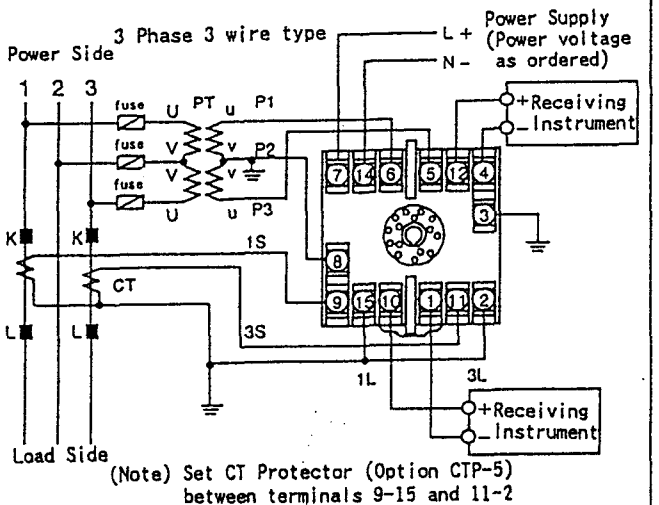 3 Phase 3 wire type
Power Supply
L + (Power voltage
N - as ordered)
Power Side
1 2 3
fuse U PT u P1
+ Receiving
- Instrument
fuse V v P2
V v
fuse U u P3
7 14 6 5 12 4
3
K K
1S
8
CT
9 15 10 1 11 2
L L
3S
1L 3L
+ Receiving
- Instrument
Load Side
(Note) Set CT Protector (Option CTP-5)
between terminals 9-15 and 11-2